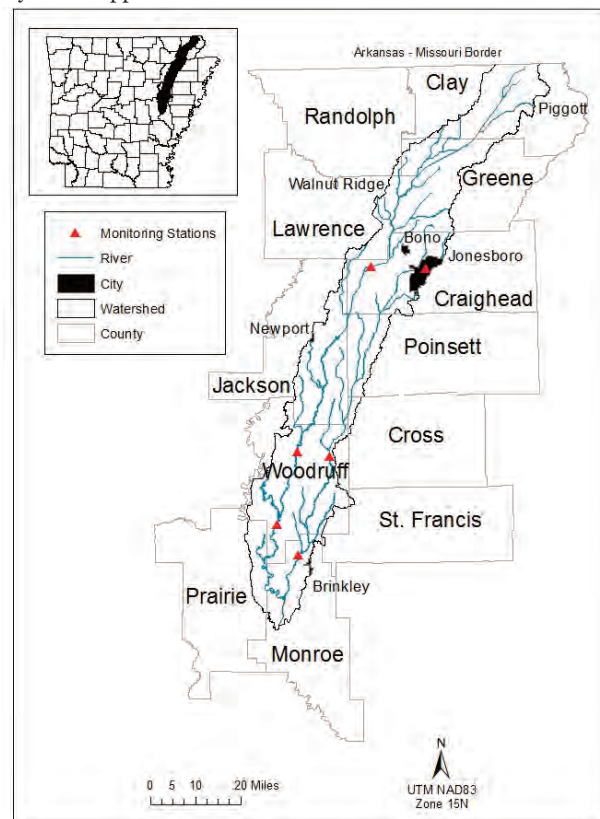 Arkansas - Missouri Border
Clay
Randolph
Piggott
Greene
Walnut Ridge
Lawrence
Bono
Jonesboro
Craighead
Monitoring Stations
River
City
Watershed
County
Newport
Poinsett
Jackson
Cross
Woodruff
St. Francis
Brinkley
Prairie
Monroe
N
0 5 10 20 Miles
UTM NAD83
Zone 15N